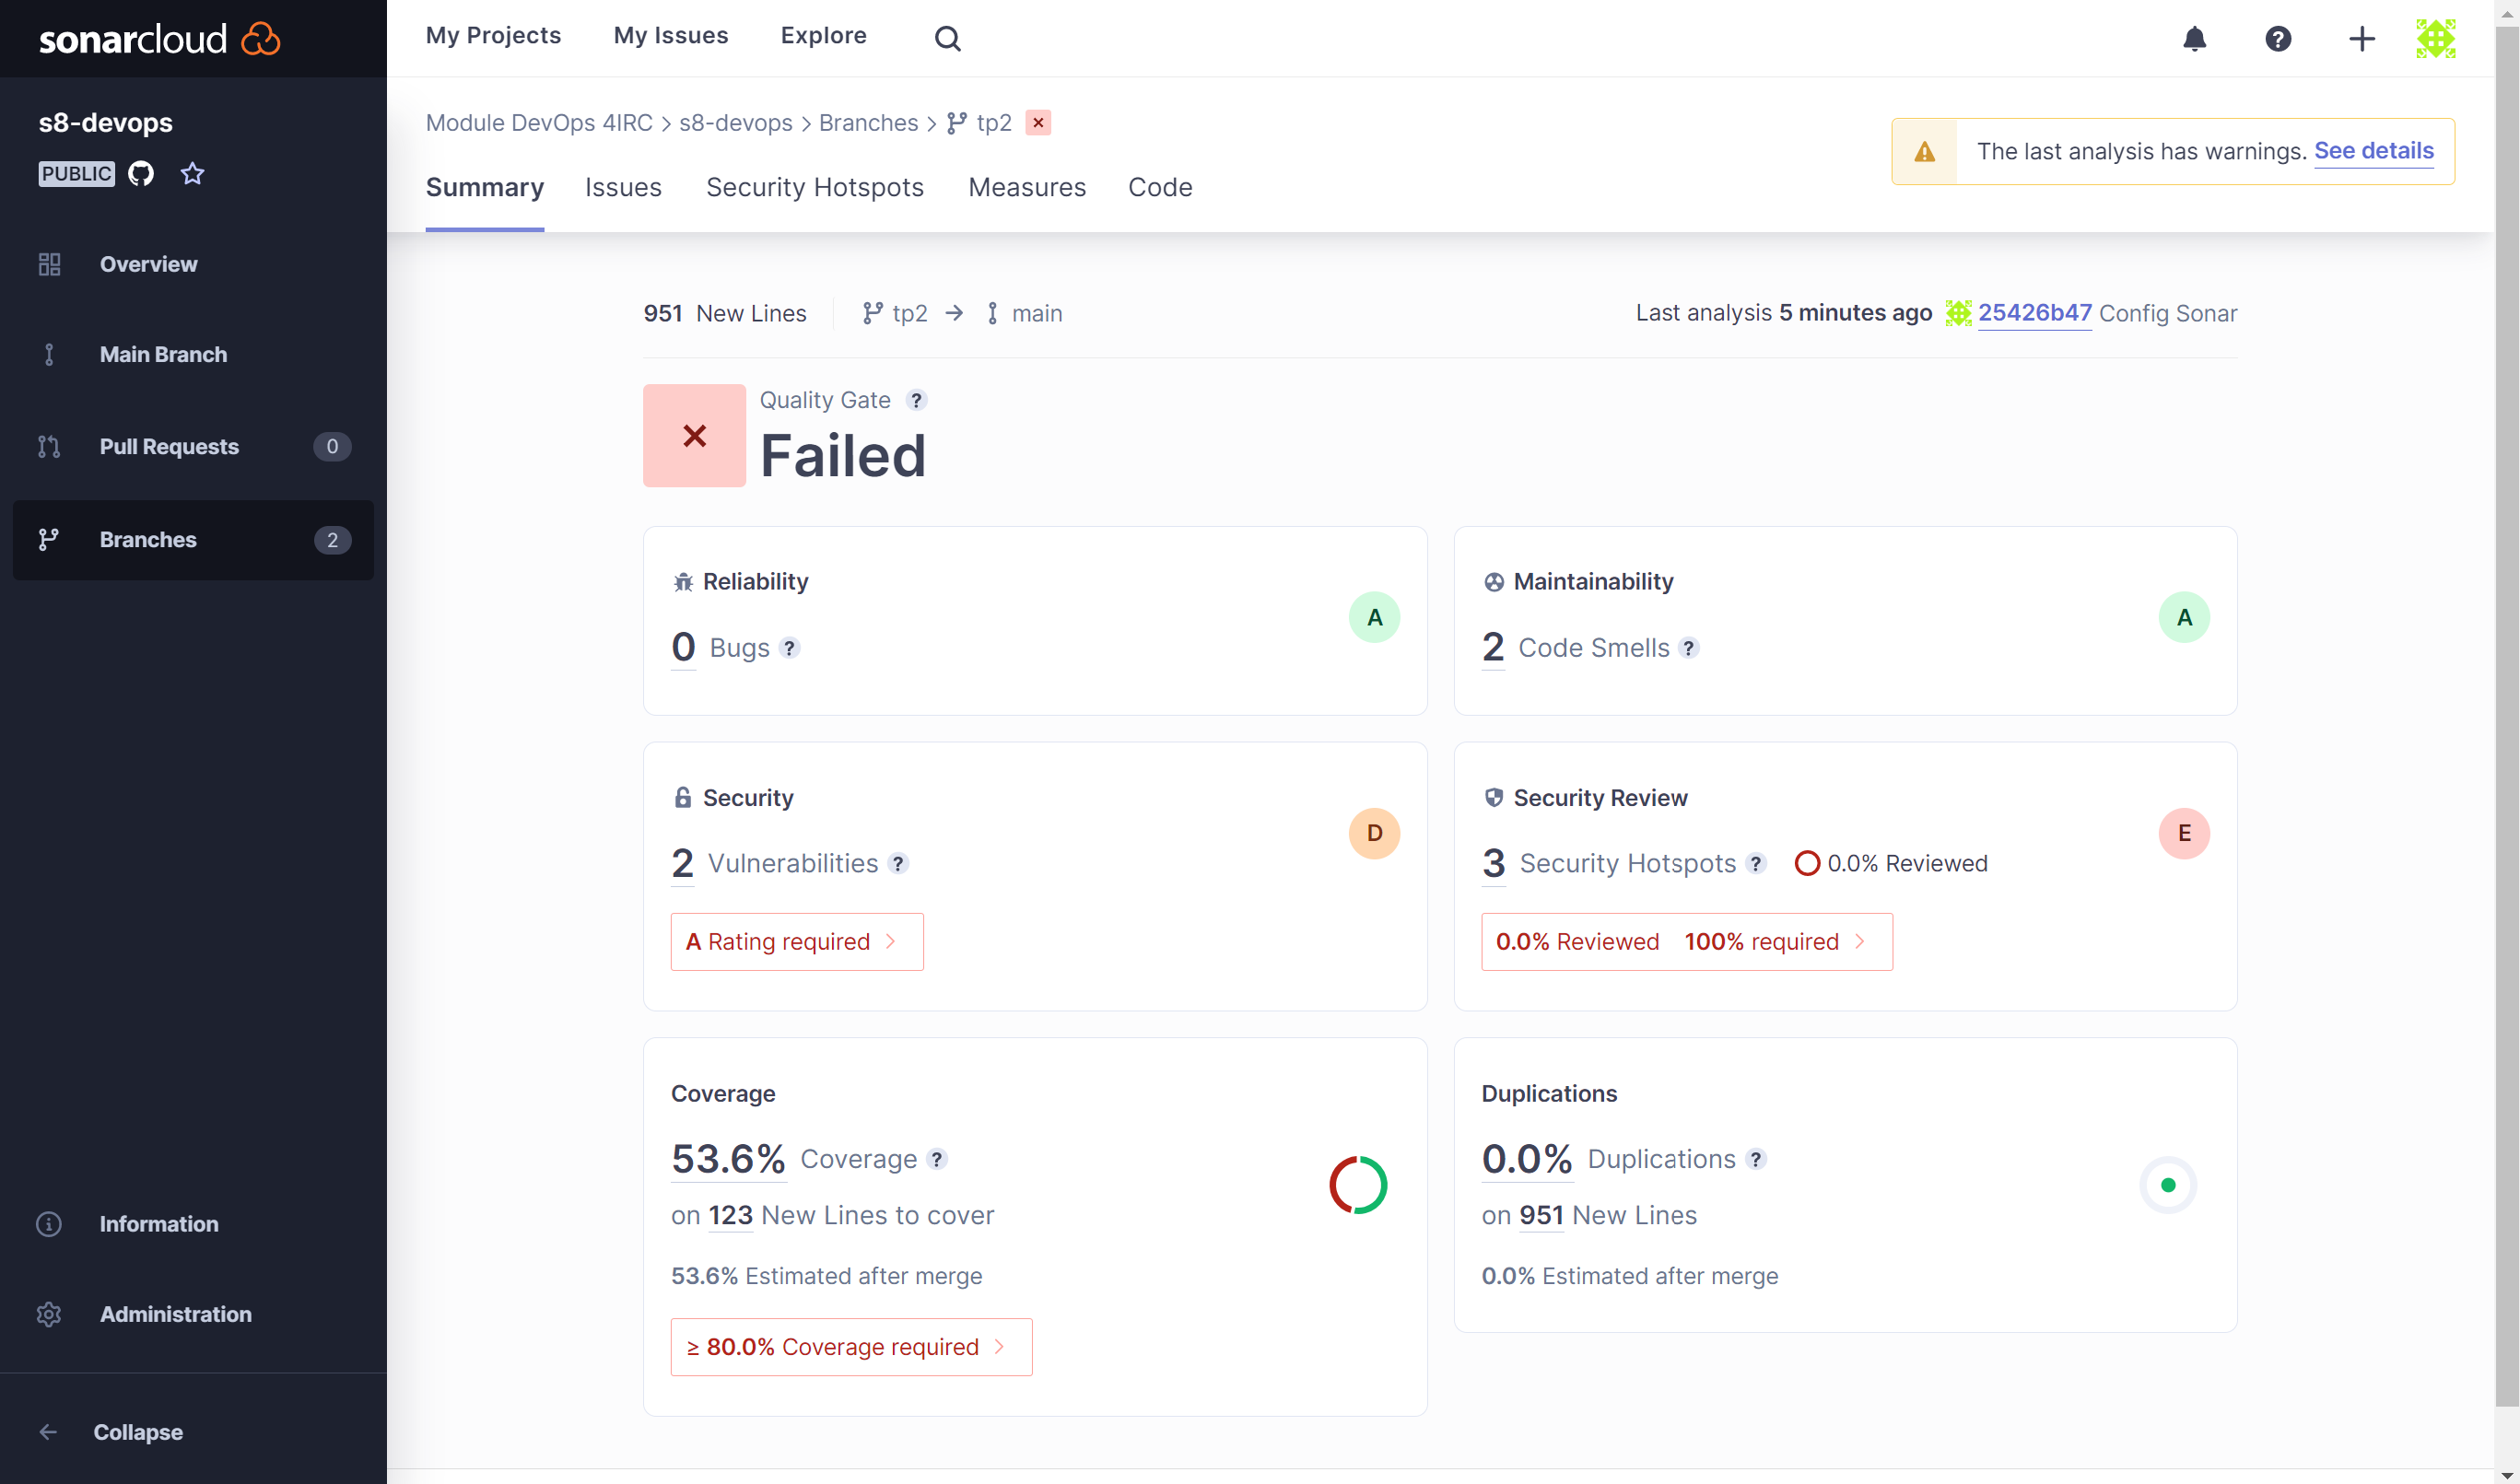 sonarcloud
My Projects My Issues Explore
s8-devops
PUBLIC
Overview
Main Branch
Pull Requests 0
Branches 2
Information
Administration
Collapse
Module DevOps 4IRC > s8-devops > Branches > tp2
The last analysis has warnings. See details
Summary Issues Security Hotspots Measures Code
951 New Lines tp2 → main
Last analysis 5 minutes ago 25426b47 Config Sonar
Quality Gate ?
Failed
Reliability
0 Bugs ?
A
Maintainability
2 Code Smells ?
A
Security
2 Vulnerabilities ?
D
A Rating required >
Security Review
3 Security Hotspots ? 0.0% Reviewed
E
0.0% Reviewed 100% required >
Coverage
53.6% Coverage ?
on 123 New Lines to cover
53.6% Estimated after merge
≥ 80.0% Coverage required >
Duplications
0.0% Duplications ?
on 951 New Lines
0.0% Estimated after merge